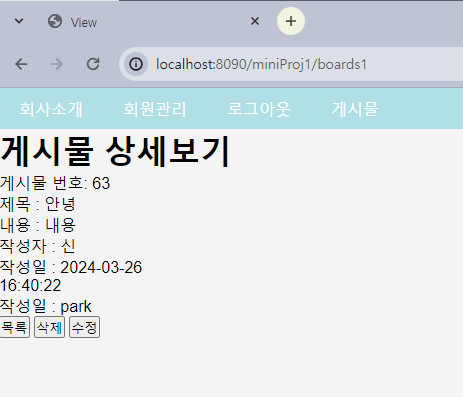 View
localhost:8090/miniProj1/boards1
회사소개 회원관리 로그아웃 게시물
게시물 상세보기
게시물 번호: 63
제목 : 안녕
내용 : 내용
작성자 : 신
작성일 : 2024-03-26
16:40:22
작성일 : park
목록 삭제 수정